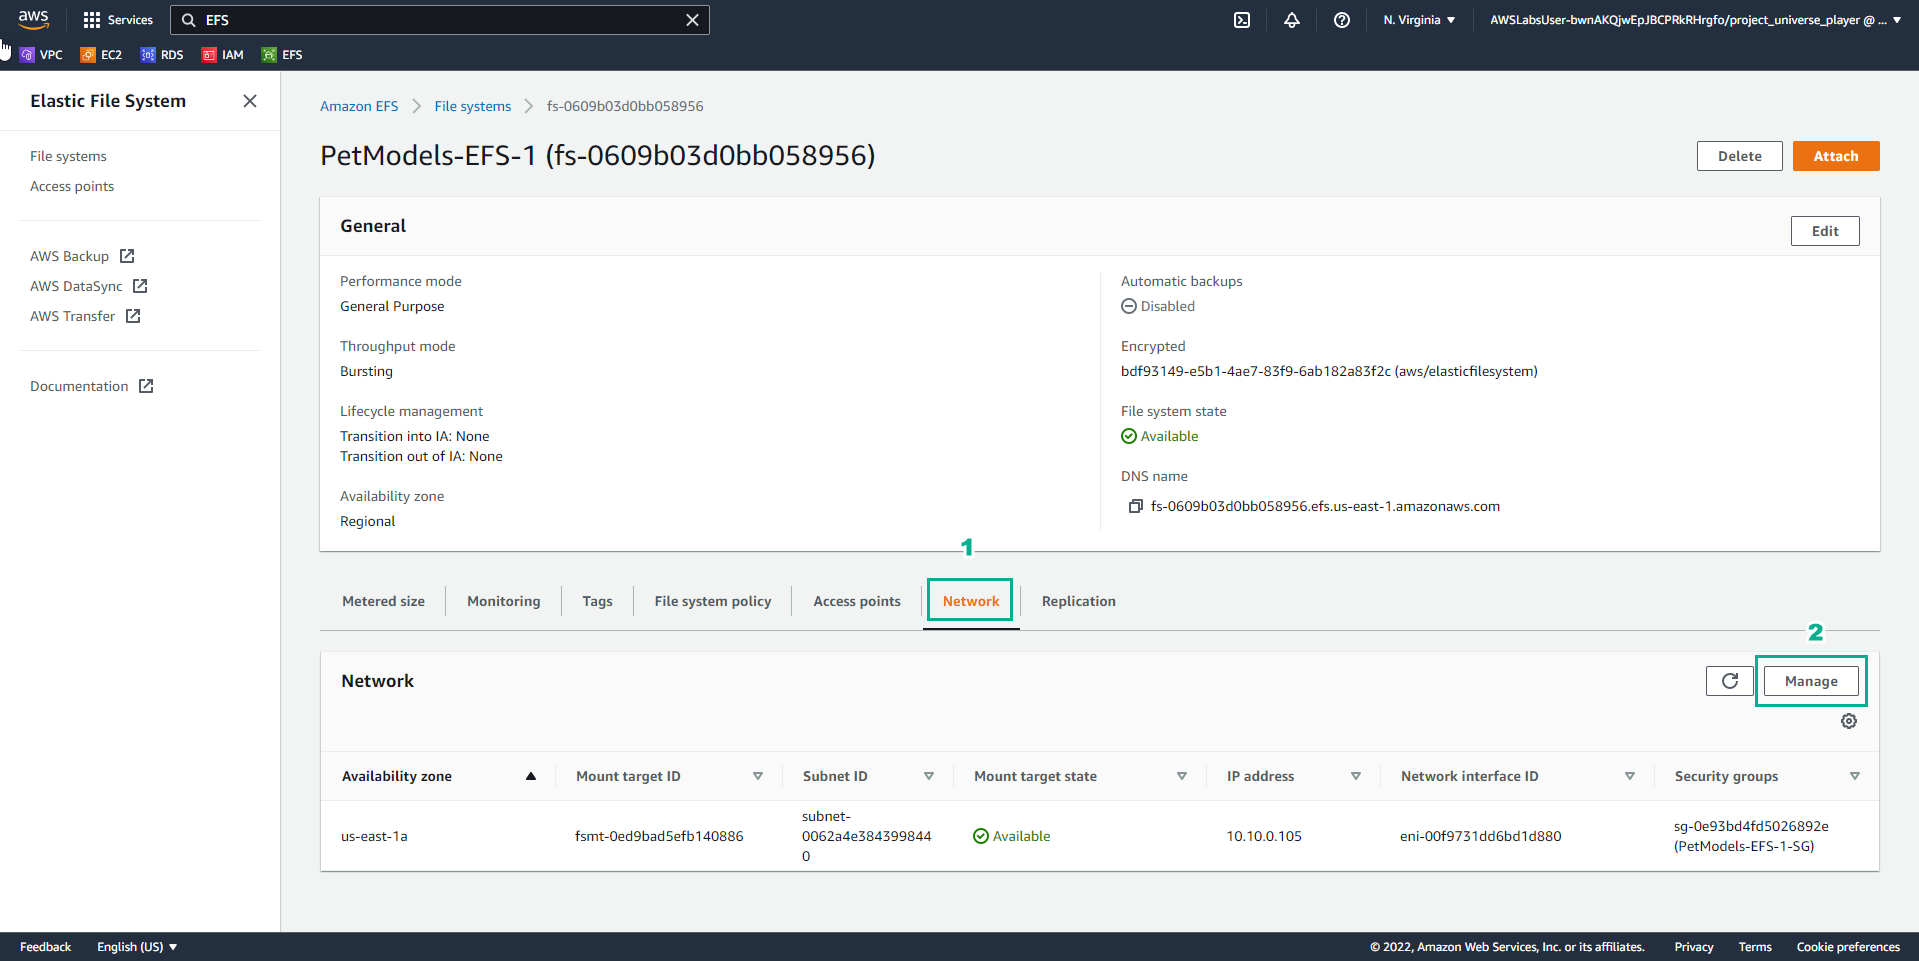 aws Services EFS N. Virginia AWSLabsUser-bwnAKQjwEpJBCPRkRHrgfo/project_universe_player @ ...
VPC EC2 RDS IAM EFS
Elastic File System
File systems
Access points
AWS Backup
AWS DataSync
AWS Transfer
Documentation
Amazon EFS File systems fs-0609b03d0bb058956
PetModels-EFS-1 (fs-0609b03d0bb058956)
Delete Attach
General
Edit
Performance mode
General Purpose
Throughput mode
Bursting
Lifecycle management
Transition into IA: None
Transition out of IA: None
Availability zone
Regional
Automatic backups
Disabled
Encrypted
bdf93149-e5b1-4ae7-83f9-6ab182a83f2c (aws/elasticfilesystem)
File system state
Available
DNS name
fs-0609b03d0bb058956.efs.us-east-1.amazonaws.com
1
Metered size Monitoring Tags File system policy Access points Network Replication
2
Network
Manage
Availability zone Mount target ID Subnet ID Mount target state IP address Network interface ID Security groups
us-east-1a fsmt-0ed9bad5efb140886
subnet-
0062a4e384399844
0
Available 10.10.0.105 eni-00f9731dd6bd1d880
sg-0e93bd4fd5026892e
(PetModels-EFS-1-SG)
Feedback English (US) © 2022, Amazon Web Services, Inc. or its affiliates. Privacy Terms Cookie preferences